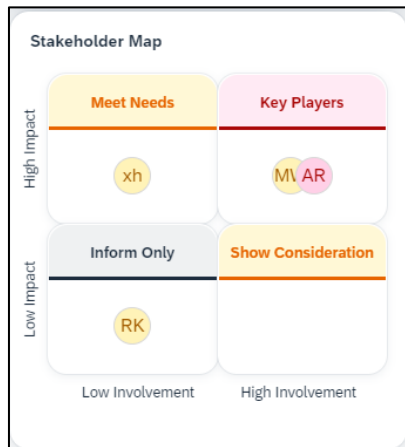 Stakeholder Map
High Impact
Meet Needs
Key Players
xh
AR
Low Impact
Inform Only
Show Consideration
RK
Low Involvement
High Involvement